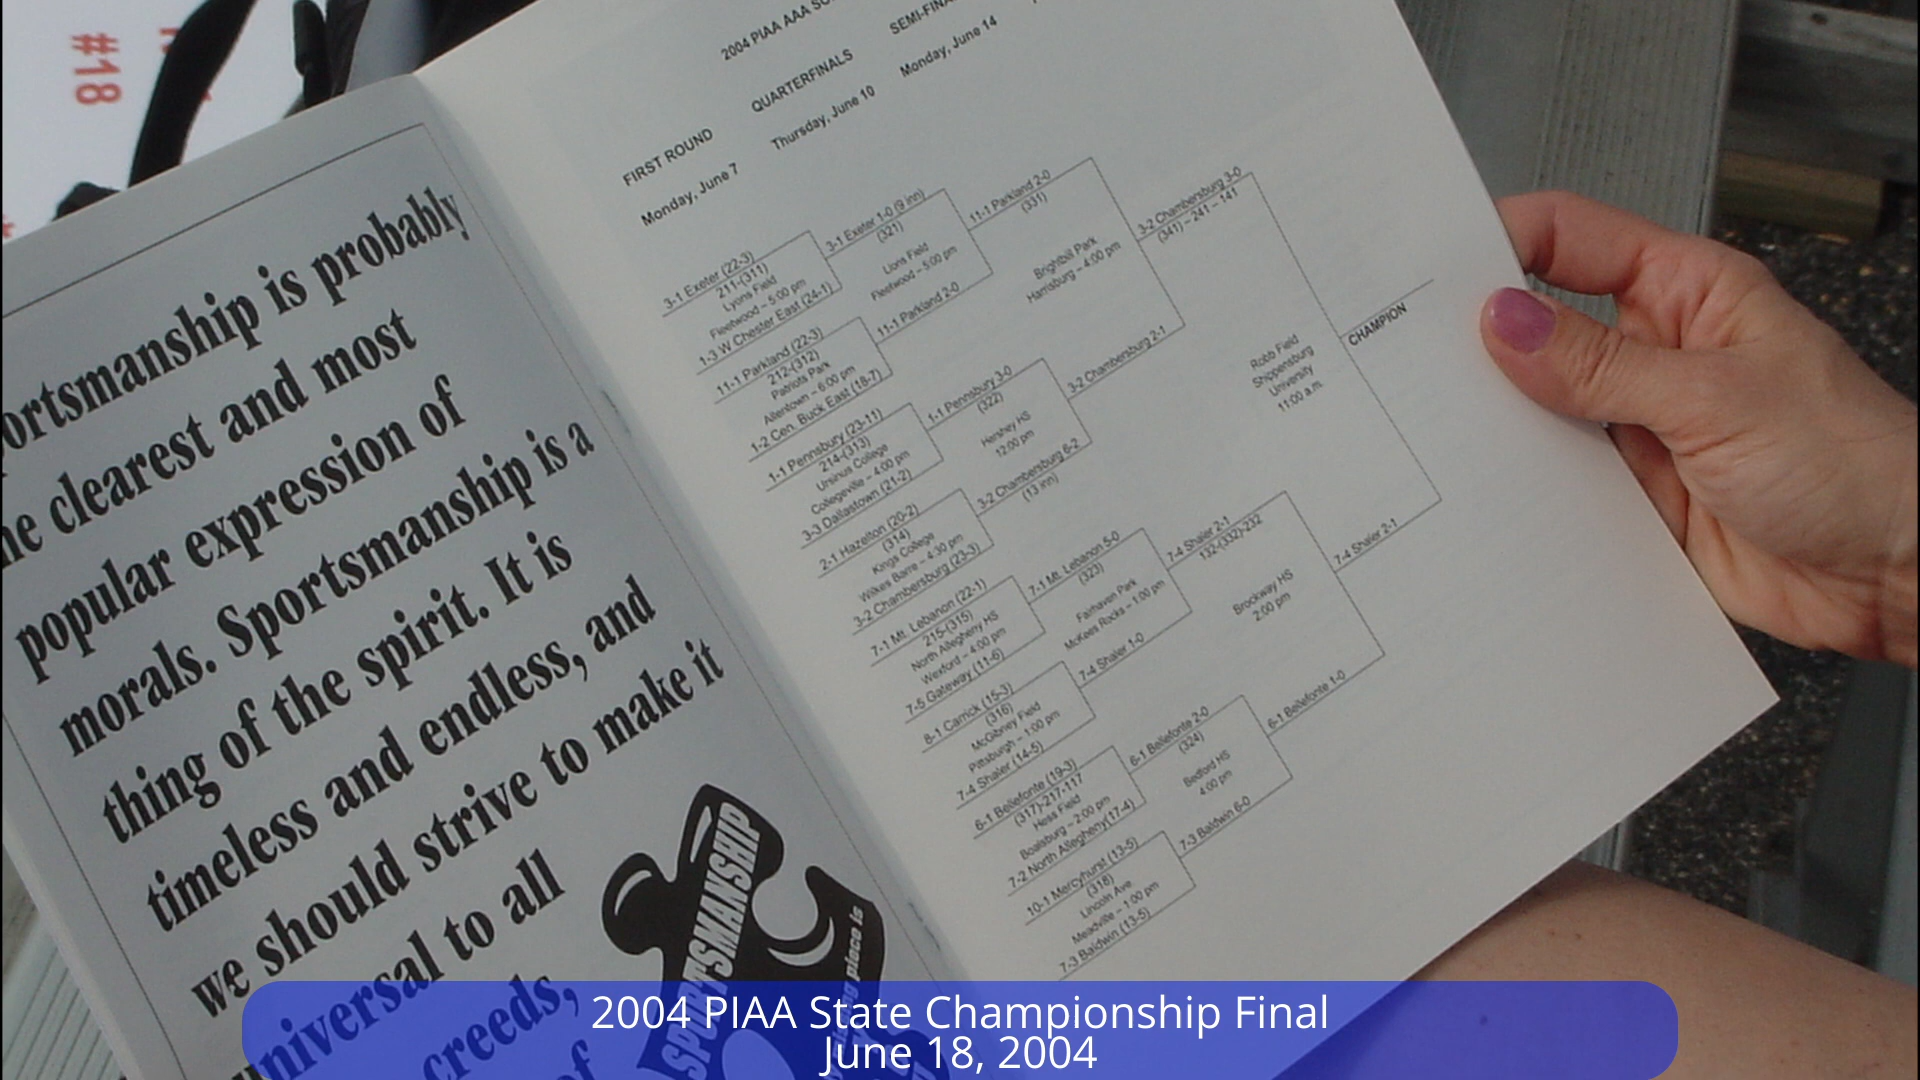 #18
ortsmanship is probably
he clearest and most
popular expression of
morals. Sportsmanship is a
thing of the spirit. It is
timeless and endless, and
we should strive to make it
universal to all
creeds,
of
SPORTSMANSHIP
piece is
2004 PIAA AAA
FIRST ROUND
Monday, June 7
QUARTERFINALS
Thursday, June 10
SEMI-FINA
Monday, June 14
3-1 Exeter (22-3)
211-(311)
Lyons Field
Fleetwood – 5:00 pm
1-3 W Chester East (24-1)
11-1 Parkland (22-3)
212-(312)
Patriots Park
Allentown – 6:00 pm
1-2 Cen. Buck East (18-7)
1-1 Pennsbury (23-11)
214-(313)
Ursinus College
Collegeville – 4:00 pm
3-3 Dallastown (21-2)
2-1 Hazelton (20-2)
(314)
Kings College
Wilkes Barre – 4:30 pm
3-2 Chambersburg (23-3)
7-1 Mt. Lebanon (22-1)
215-(315)
North Allegheny HS
Wexford – 4:00 pm
7-5 Gateway (11-6)
8-1 Carrick (15-3)
(316)
McGibney Field
Pittsburgh – 1:00 pm
7-4 Shaler (14-5)
6-1 Bellefonte (19-3)
(317)-217-117
Hess Field
Boalsburg – 2:00 pm
7-2 North Allegheny(17-4)
10-1 Mercyhurst (13-5)
(318)
Lincoln Ave
Meadville – 1:00 pm
7-3 Baldwin (13-5)
3-1 Exeter 1-0 (9 inn)
(321)
Lions Field
Fleetwood – 5:00 pm
11-1 Parkland 2-0
1-1 Pennsbury 3-0
(322)
Hershey HS
12:00 pm
3-2 Chambersburg 6-2
(13 inn)
7-1 Mt. Lebanon 5-0
(323)
Fairhaven Park
McKees Rocks – 1:00 pm
7-4 Shaler 1-0
6-1 Bellefonte 2-0
(324)
Bedford HS
4:00 pm
7-3 Baldwin 6-0
11-1 Parkland 2-0
(331)
Brightbill Park
Harrisburg – 4:00 pm
3-2 Chambersburg 2-1
7-4 Shaler 2-1
132-(332)-232
Brockway HS
2:00 pm
6-1 Bellefonte 1-0
3-2 Chambersburg 3-0
(341) – 241 – 141
Robb Field
Shippensburg
University
11:00 a.m.
7-4 Shaler 2-1
CHAMPION
2004 PIAA State Championship Final
June 18, 2004